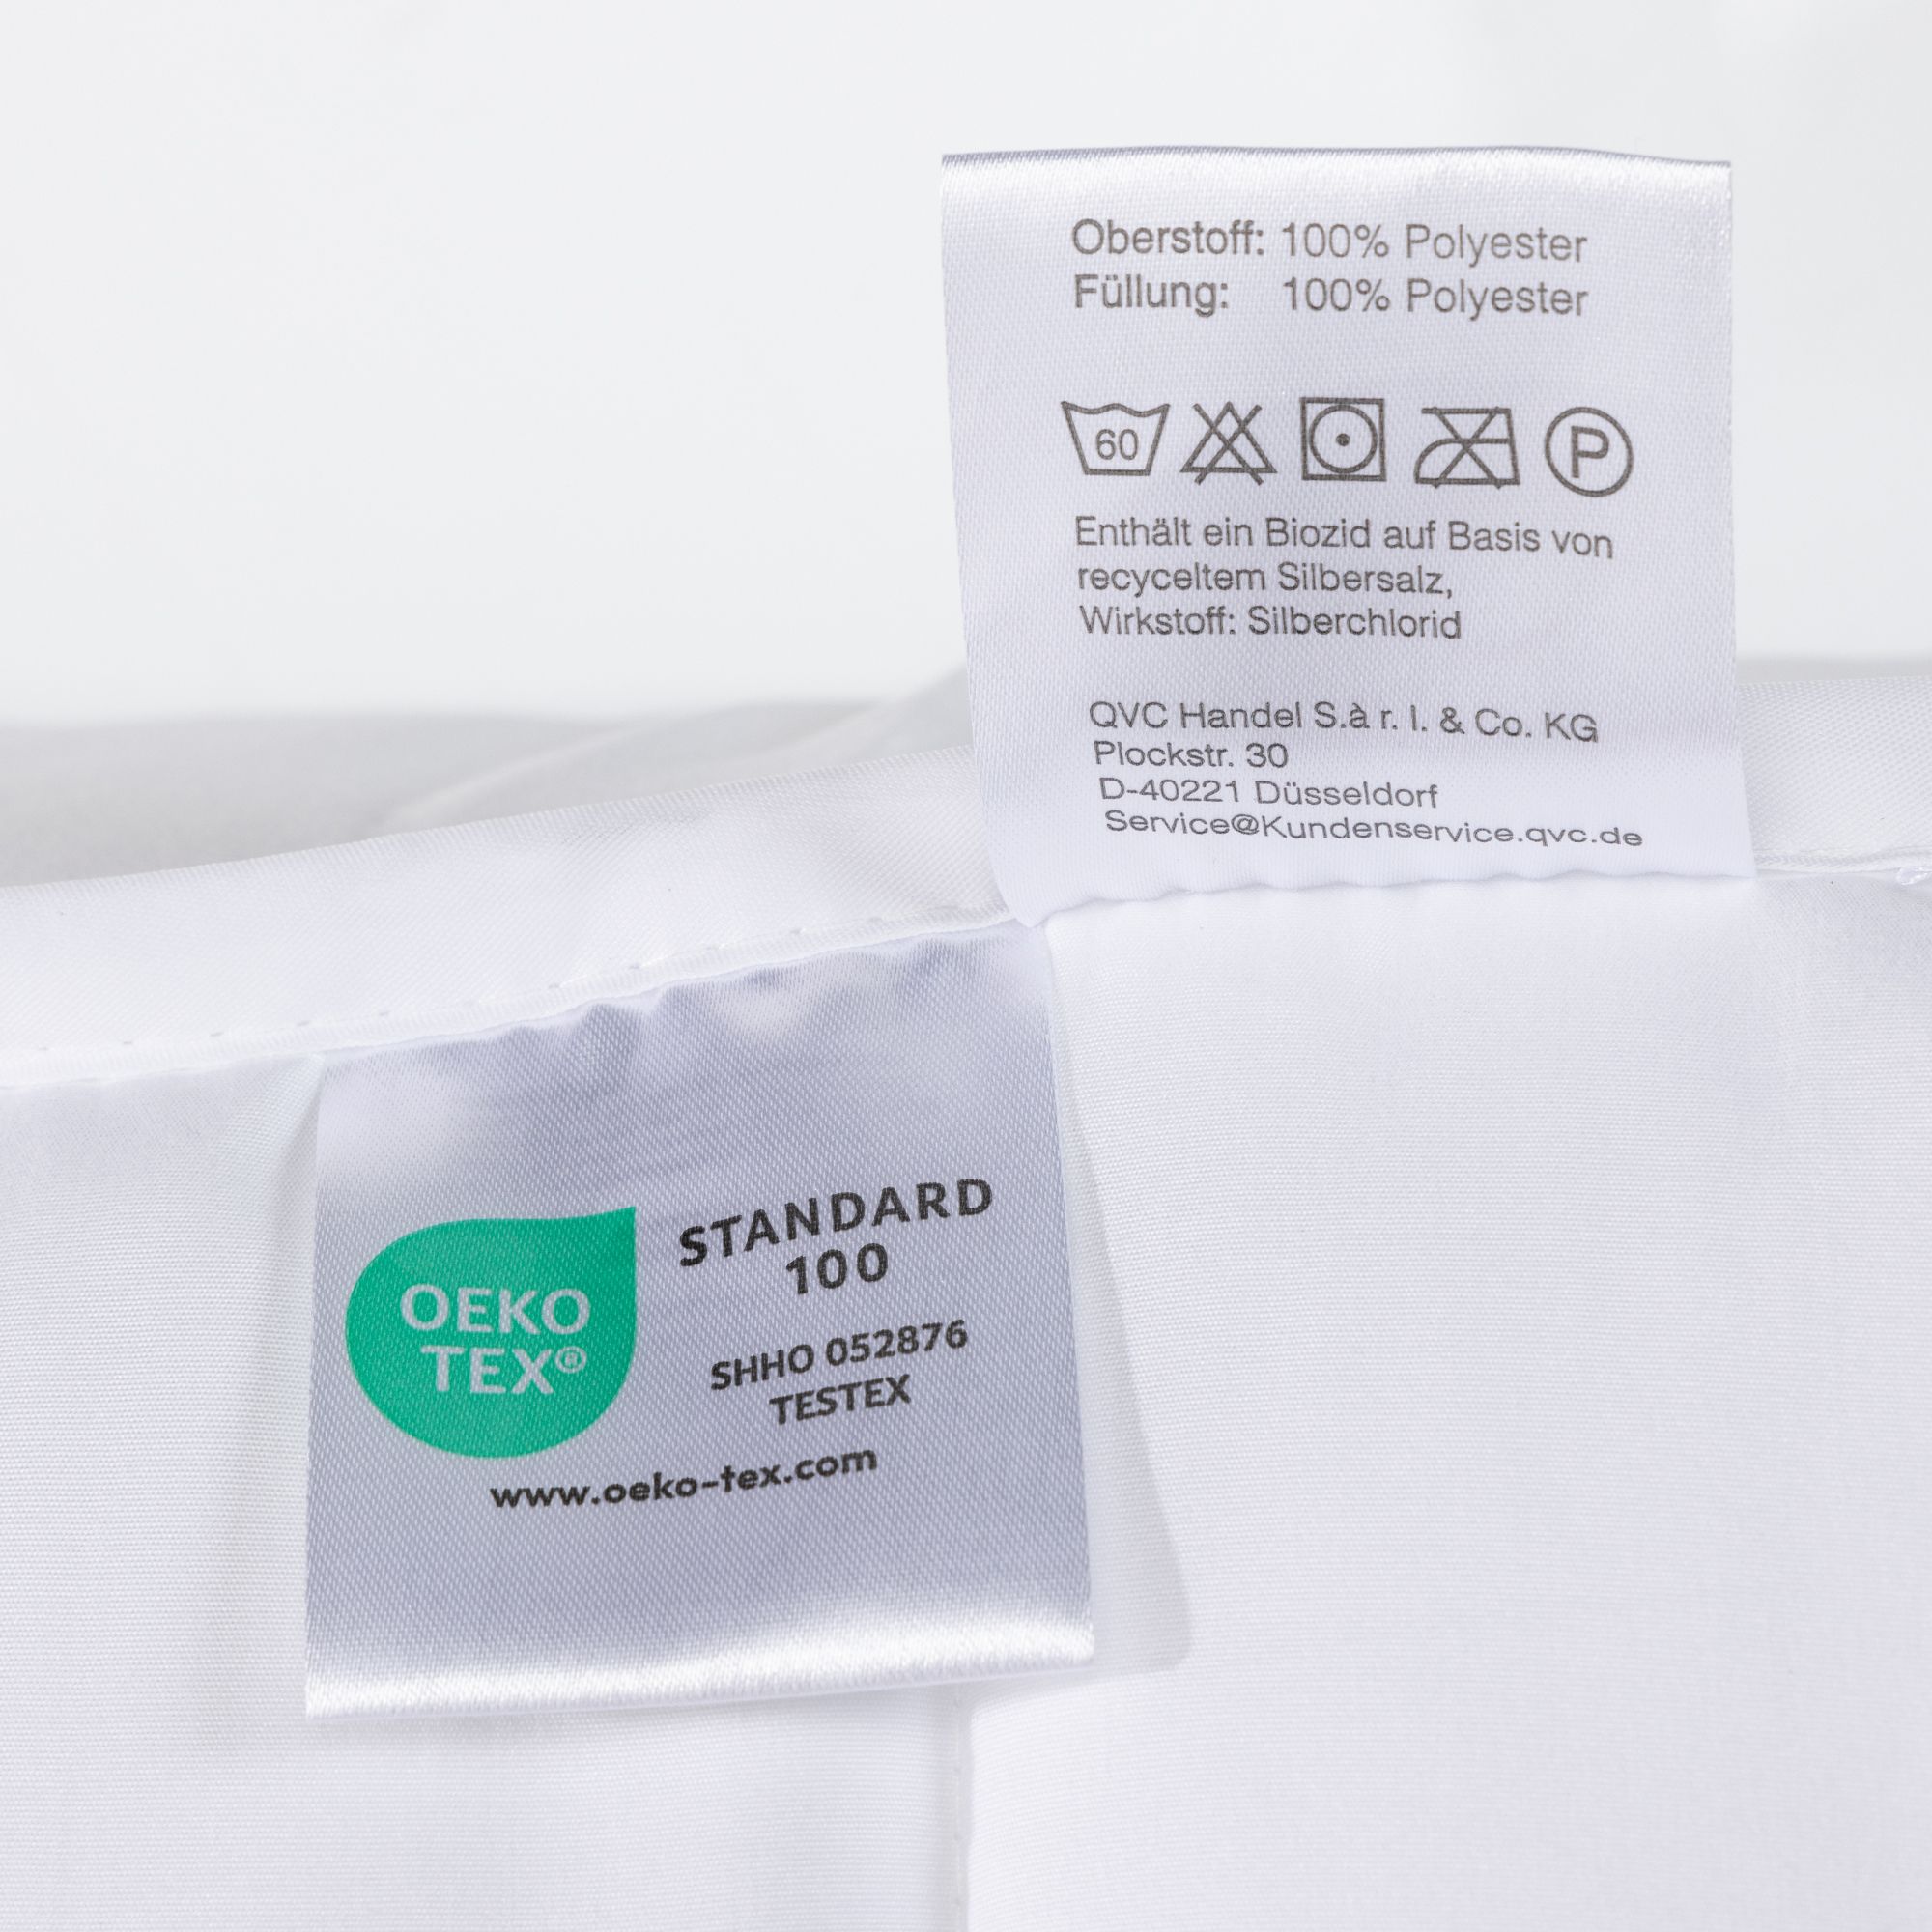 Oberstoff: 100% Polyester
Füllung: 100% Polyester
60
P
Enthält ein Biozid auf Basis von
recyceltem Silbersalz,
Wirkstoff: Silberchlorid
QVC Handel S.à r. l. & Co. KG
Plockstr. 30
D-40221 Düsseldorf
Service@Kundenservice.qvc.de
OEKO
TEX®
STANDARD
100
SHHO 052876
TESTEX
www.oeko-tex.com